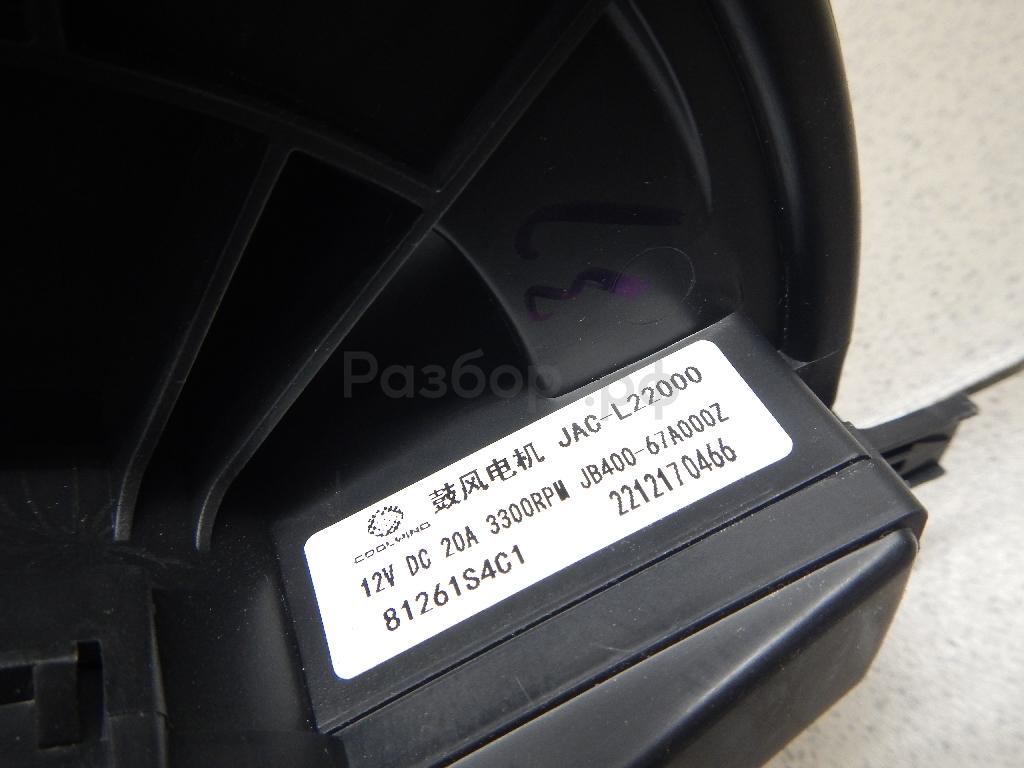 Разбор.рф
鼓风电机 JAC-L22000
COOLWIND
12V DC 20A 3300RPM JB400-67A000Z
81261S4C1 2212170466